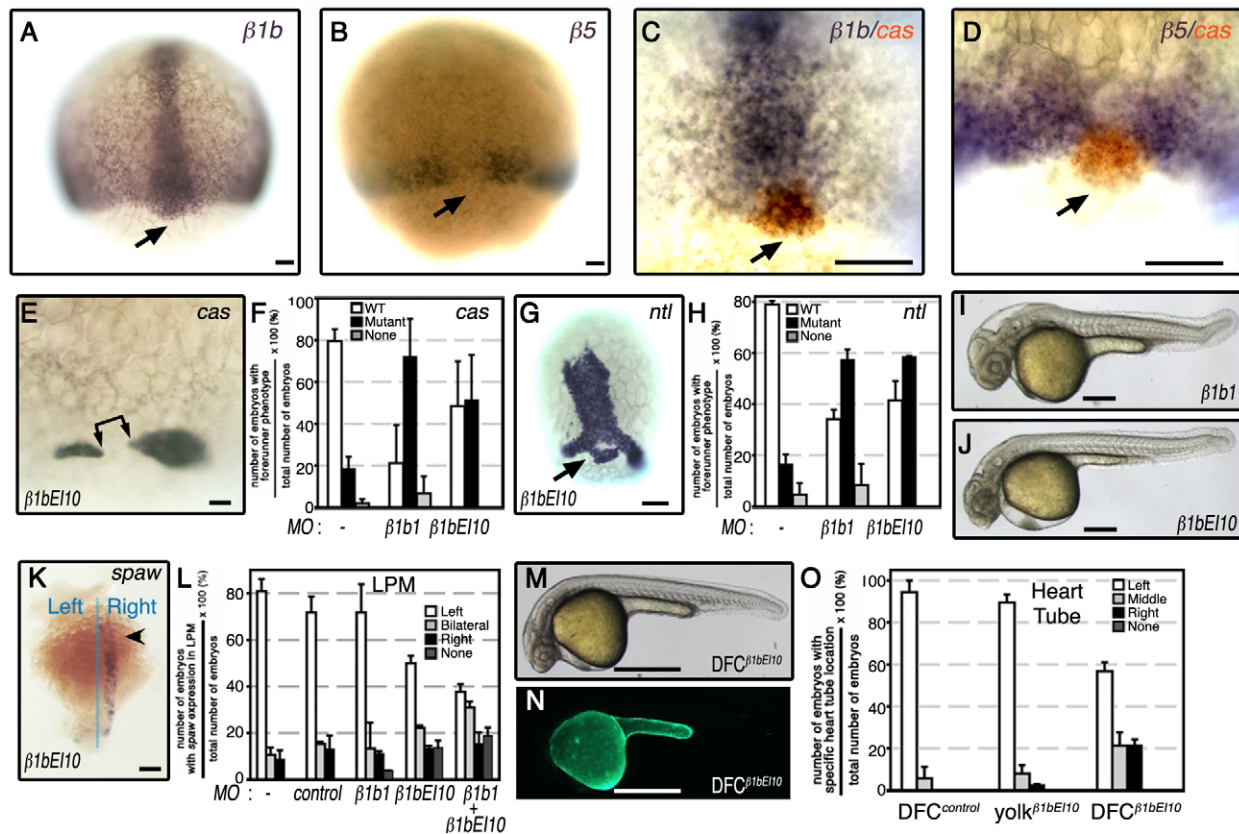 A
β1b
B
β5
C
β1b/cas
D
β5/cas
E
cas
β1bEI10
F
cas
number of embryos with
forerunner phenotype
total number of embryos
x 100 (%)
100
80
60
40
20
0
WT
Mutant
None
MO : - β1b1 β1bEI10
G
ntl
β1bEI10
H
ntl
number of embryos with
forerunner phenotype
total number of embryos
x 100 (%)
80
60
40
20
0
WT
Mutant
None
MO : - β1b1 β1bEI10
I
β1b1
J
β1bEI10
K
spaw
Left Right
β1bEI10
L
LPM
number of embryos
with spaw expression in LPM
total number of embryos
x 100 (%)
80
60
40
20
0
Left
Bilateral
Right
None
MO : - control β1b1 β1bEI10 β1b1
+
β1bEI10
M
DFCβ1bEI10
N
DFCβ1bEI10
O
Heart
Tube
number of embryos with
specific heart tube location
total number of embryos
x 100 (%)
100
80
60
40
20
0
Left
Middle
Right
None
DFCcontrol yolkβ1bEI10 DFCβ1bEI10